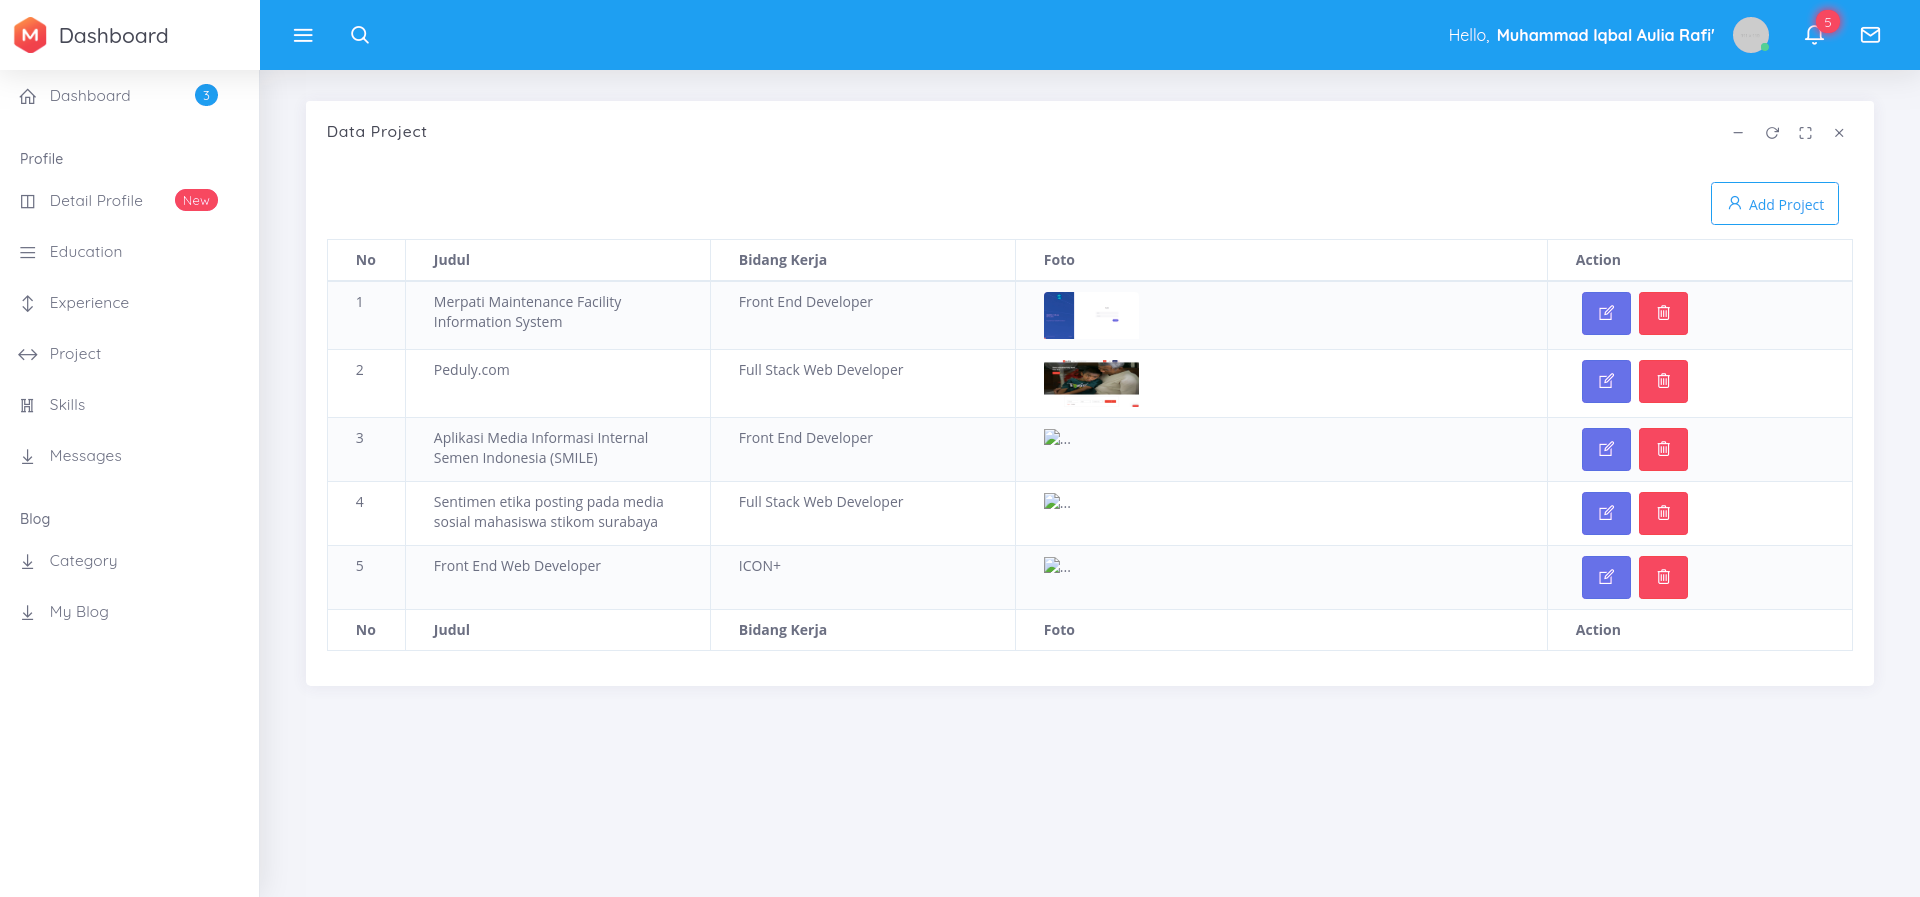 M Dashboard
Hello, Muhammad Iqbal Aulia Rafi'
5
Dashboard 3
Profile
Detail Profile New
Education
Experience
Project
Skills
Messages
Blog
Category
My Blog
Data Project
Add Project
No Judul Bidang Kerja Foto Action
1 Merpati Maintenance Facility Front End Developer
Information System
2 Peduly.com Full Stack Web Developer
3 Aplikasi Media Informasi Internal Front End Developer ...
Semen Indonesia (SMILE)
4 Sentimen etika posting pada media Full Stack Web Developer ...
sosial mahasiswa stikom surabaya
5 Front End Web Developer ICON+ ...
No Judul Bidang Kerja Foto Action